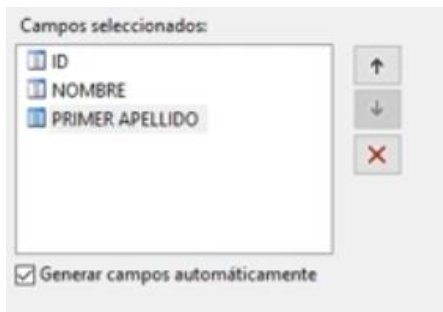 Campos seleccionados:
ID
NOMBRE
PRIMER APELLIDO
Generar campos automáticamente